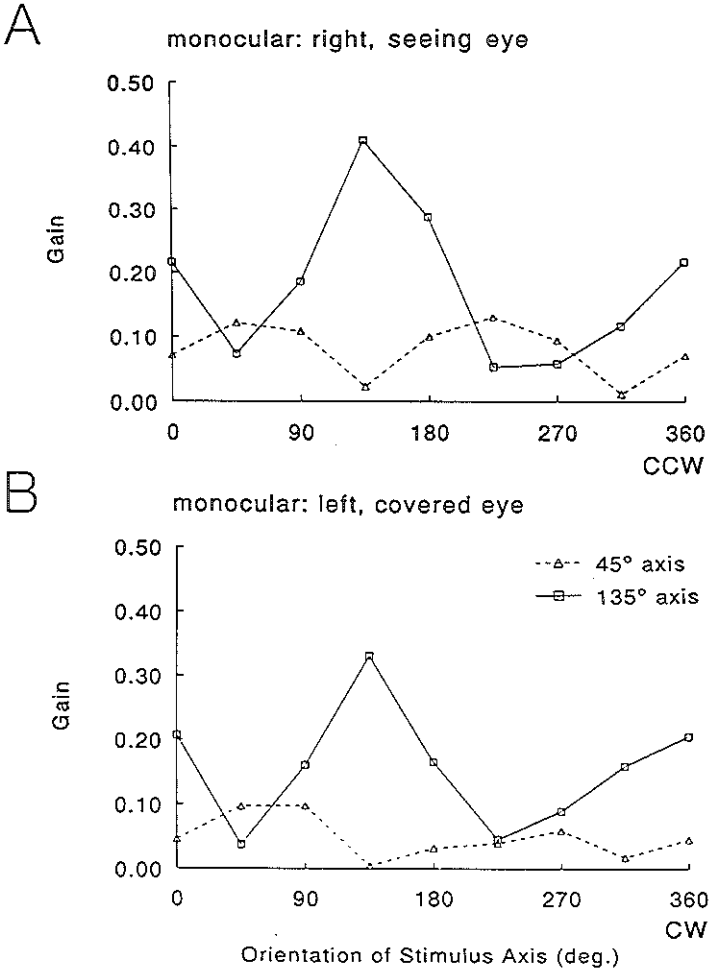 A
monocular: right, seeing eye
0.50
0.40
0.30
0.20
0.10
0.00
Gain
0 90 180 270 360
CCW
B
monocular: left, covered eye
0.50
0.40
0.30
0.20
0.10
0.00
Gain
45° axis
135° axis
0 90 180 270 360
CW
Orientation of Stimulus Axis (deg.)